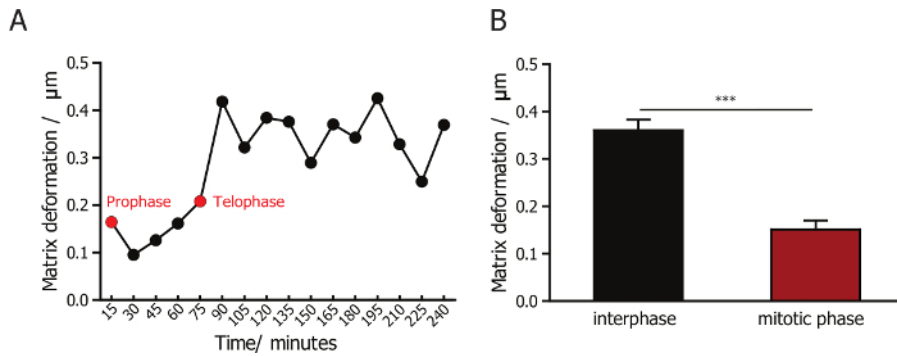 A
Matrix deformation / μm
0.5
0.4
0.3
0.2
0.1
0.0
Prophase
Telophase
15 30 45 60 75 90 105 120 135 150 165 180 195 210 225 240
Time/ minutes
B
Matrix deformation / μm
0.5
0.4
0.3
0.2
0.1
0.0
***
interphase mitotic phase